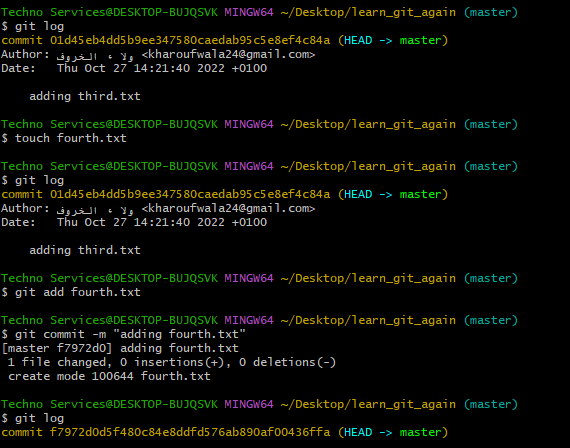 Techno Services@DESKTOP-BUJQSVK MINGW64 ~/Desktop/learn_git_again (master)
$ git log
commit 01d45eb4dd5b9ee347580caedab95c5e8ef4c84a (HEAD -> master)
Author: ولا ء الخروف <kharoufwala24@gmail.com>
Date:   Thu Oct 27 14:21:40 2022 +0100
    adding third.txt
Techno Services@DESKTOP-BUJQSVK MINGW64 ~/Desktop/learn_git_again (master)
$ touch fourth.txt
Techno Services@DESKTOP-BUJQSVK MINGW64 ~/Desktop/learn_git_again (master)
$ git log
commit 01d45eb4dd5b9ee347580caedab95c5e8ef4c84a (HEAD -> master)
Author: ولا ء الخروف <kharoufwala24@gmail.com>
Date:   Thu Oct 27 14:21:40 2022 +0100
    adding third.txt
Techno Services@DESKTOP-BUJQSVK MINGW64 ~/Desktop/learn_git_again (master)
$ git add fourth.txt
Techno Services@DESKTOP-BUJQSVK MINGW64 ~/Desktop/learn_git_again (master)
$ git commit -m "adding fourth.txt"
[master f7972d0] adding fourth.txt
 1 file changed, 0 insertions(+), 0 deletions(-)
 create mode 100644 fourth.txt
Techno Services@DESKTOP-BUJQSVK MINGW64 ~/Desktop/learn_git_again (master)
$ git log
commit f7972d0d5f480c84e8ddfd576ab890af00436ffa (HEAD -> master)